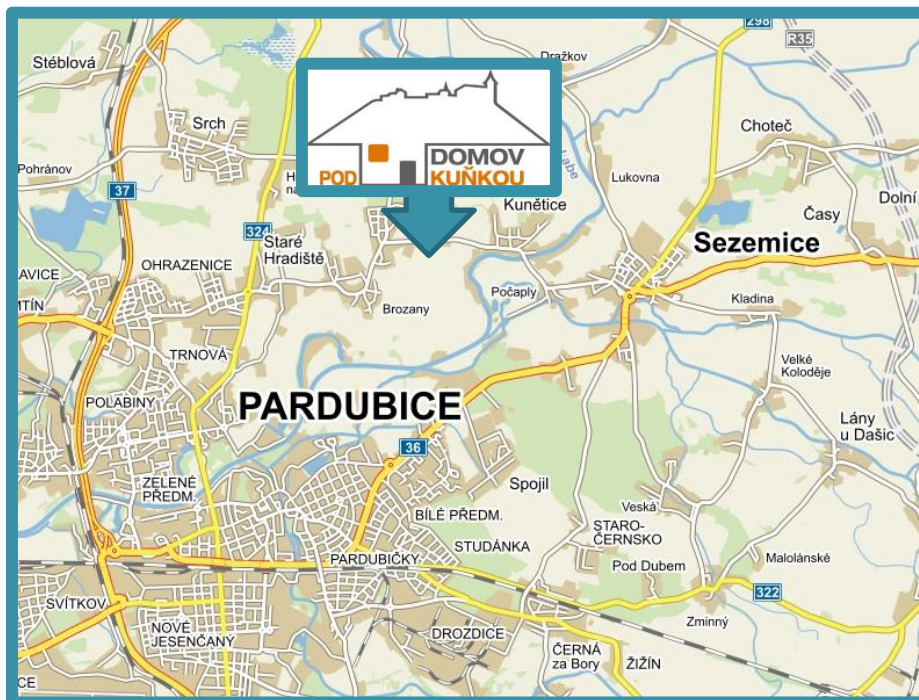 298
R35
Stéblová
Dražkov
Srch
Choteč
Pohránov
DOMOV
POD KUŇKOU
Labe
Lukovna
37
Kunětice
Časy
Dolní
324
Staré
Hradiště
Sezemice
OHRAZENICE
Počaply
Kladina
Brozany
TRNOVÁ
Velké
Koloděje
POLABINY
PARDUBICE
Lány
u Dašic
36
ZELENÉ
PŘEDM.
Spojil
Veská
BÍLÉ PŘEDM.
STARO-
ČERNSKO
STUDÁNKA
PARDUBIČKY
Pod Dubem
Malolánské
322
SVÍTKOV
Zminný
NOVÉ
JESENČANY
DROZDICE
ČERNÁ
za Bory
ŽIŽÍN